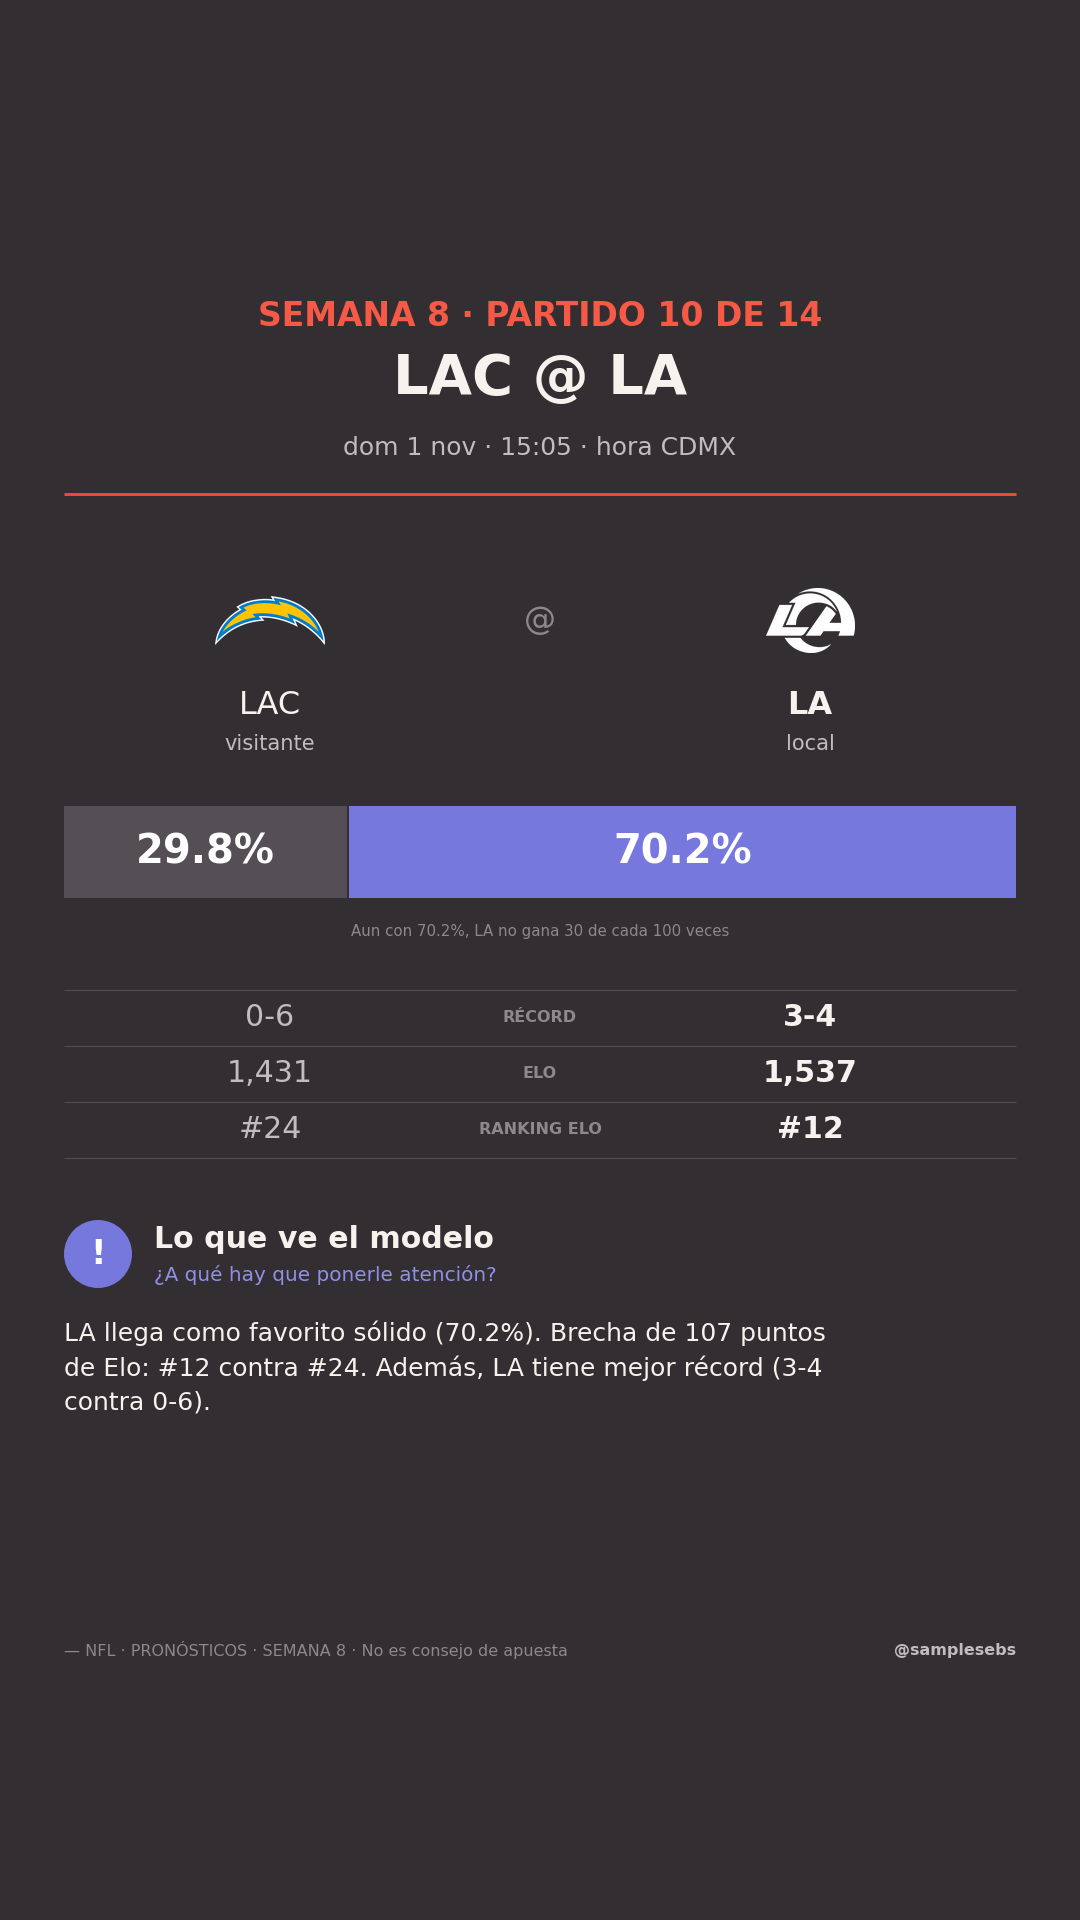 SEMANA 8 · PARTIDO 10 DE 14
LAC @ LA
dom 1 nov · 15:05 · hora CDMX
@
LA
LAC
LA
visitante
local
29.8%
70.2%
Aun con 70.2%, LA no gana 30 de cada 100 veces
0-6 RÉCORD 3-4
1,431 ELO 1,537
#24 RANKING ELO #12
!
Lo que ve el modelo
¿A qué hay que ponerle atención?
LA llega como favorito sólido (70.2%). Brecha de 107 puntos
de Elo: #12 contra #24. Además, LA tiene mejor récord (3-4
contra 0-6).
— NFL · PRONÓSTICOS · SEMANA 8 · No es consejo de apuesta
@samplesebs